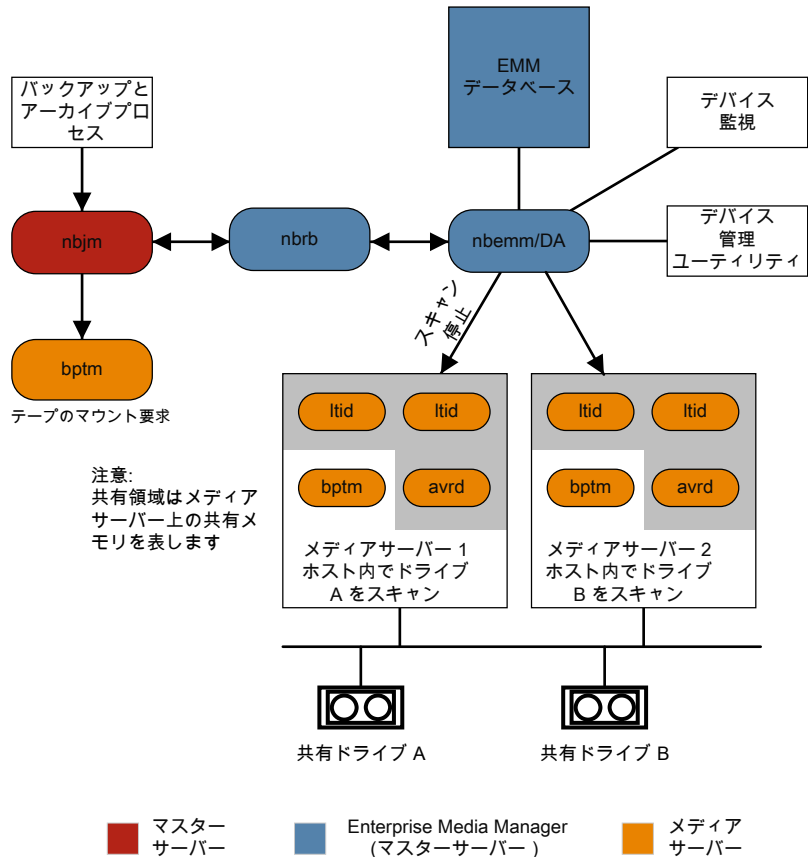 EMM
データベース
バックアップと
アーカイブプロ
セス
デバイス
監視
nbjm
nbrb
nbemm/DA
デバイス
管理
ユーティリティ
スキャン
停止
bptm
テープのマウント要求
ltid
ltid
bptm
avrd
メディアサーバー 1
ホスト内でドライブ
A をスキャン
ltid
ltid
bptm
avrd
メディアサーバー 2
ホスト内でドライブ
B をスキャン
注意:
共有領域はメディア
サーバー上の共有メ
モリを表します
共有ドライブ A
共有ドライブ B
マスター
サーバー
Enterprise Media Manager
(マスターサーバー )
メディア
サーバー